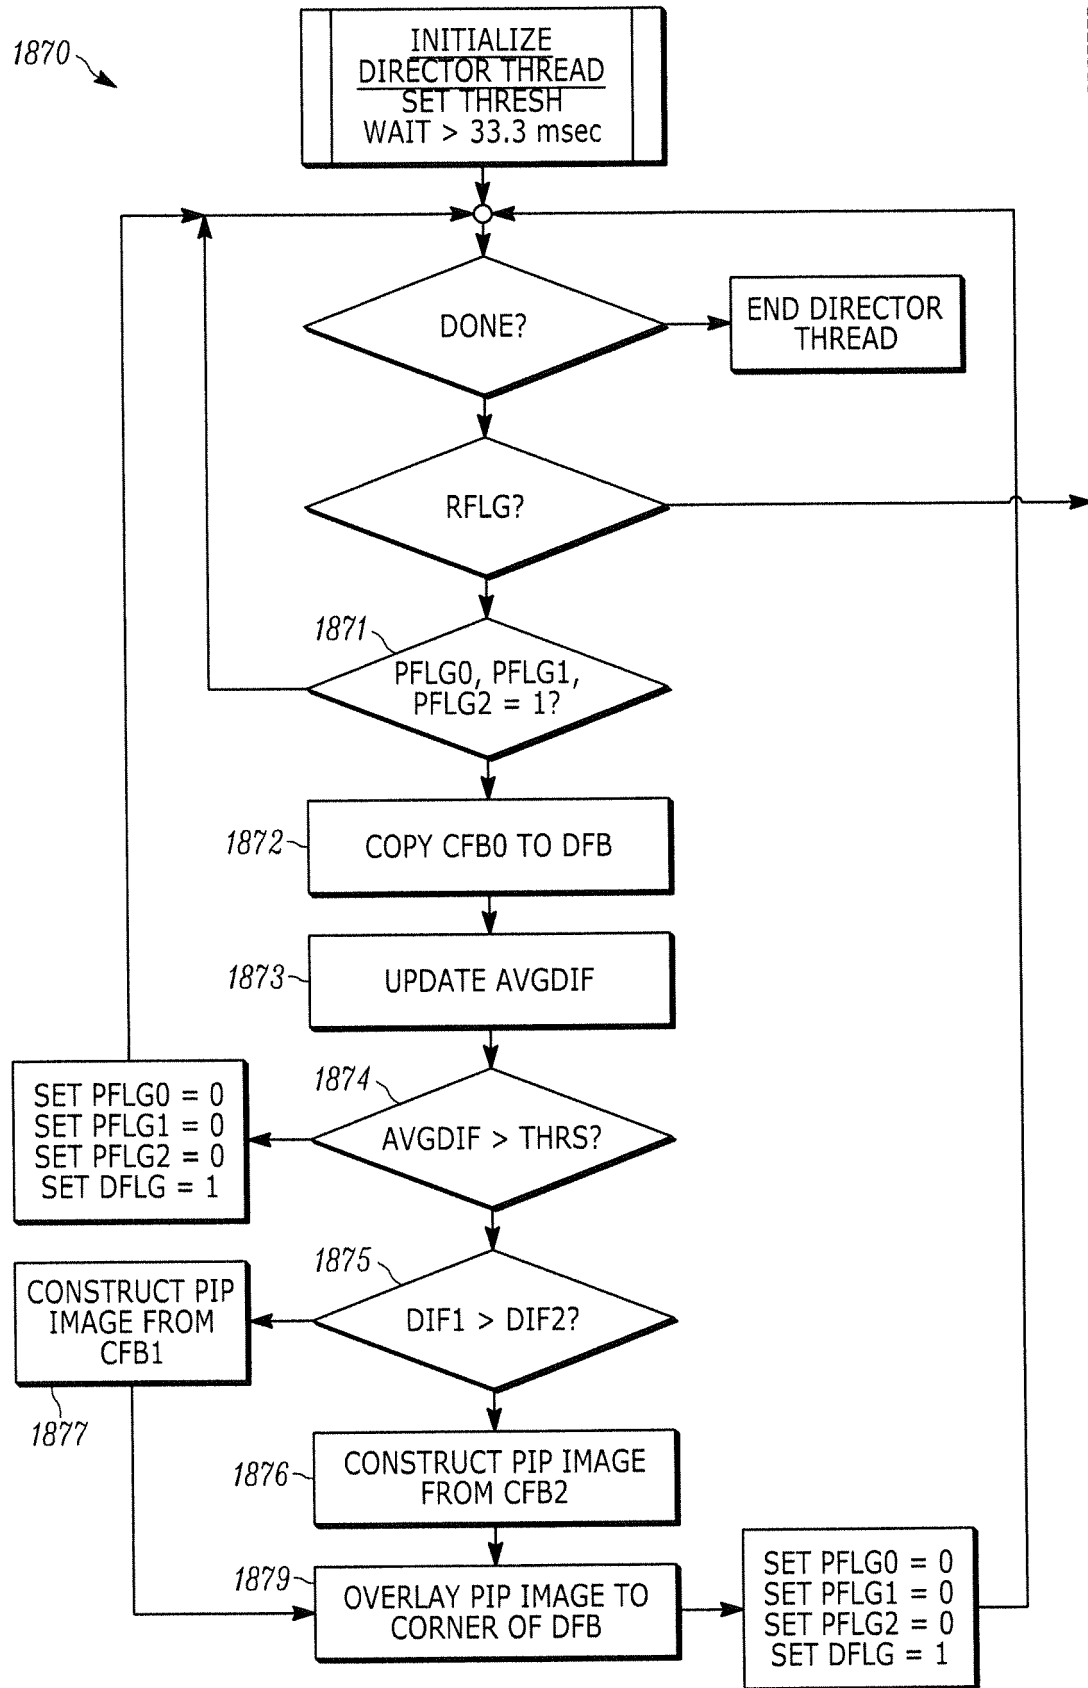 1870
INITIALIZE
DIRECTOR THREAD
SET THRESH
WAIT > 33.3 msec
DONE?
END DIRECTOR
THREAD
RFLG?
1871
PFLG0, PFLG1,
PFLG2 = 1?
1872
COPY CFB0 TO DFB
1873
UPDATE AVGDIF
1874
AVGDIF > THRS?
SET PFLG0 = 0
SET PFLG1 = 0
SET PFLG2 = 0
SET DFLG = 1
1875
DIF1 > DIF2?
CONSTRUCT PIP
IMAGE FROM
CFB1
1877
1876
CONSTRUCT PIP IMAGE
FROM CFB2
1879
OVERLAY PIP IMAGE TO
CORNER OF DFB
SET PFLG0 = 0
SET PFLG1 = 0
SET PFLG2 = 0
SET DFLG = 1